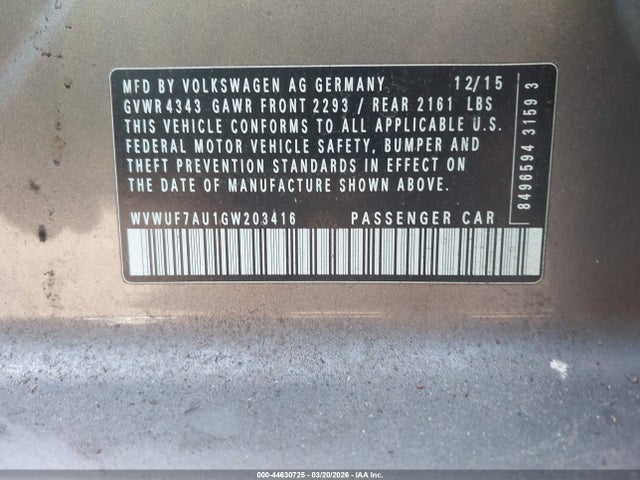 MFD BY VOLKSWAGEN AG GERMANY 12/15
GVWR 4343 GAWR FRONT 2293 / REAR 2161 LBS
THIS VEHICLE CONFORMS TO ALL APPLICABLE U.S.
FEDERAL MOTOR VEHICLE SAFETY, BUMPER AND
THEFT PREVENTION STANDARDS IN EFFECT ON
THE DATE OF MANUFACTURE SHOWN ABOVE.
WVWUF7AU1GW203416 PASSENGER CAR
8496594 3159 3
000-44630725 - 03/20/2026 - IAA Inc.